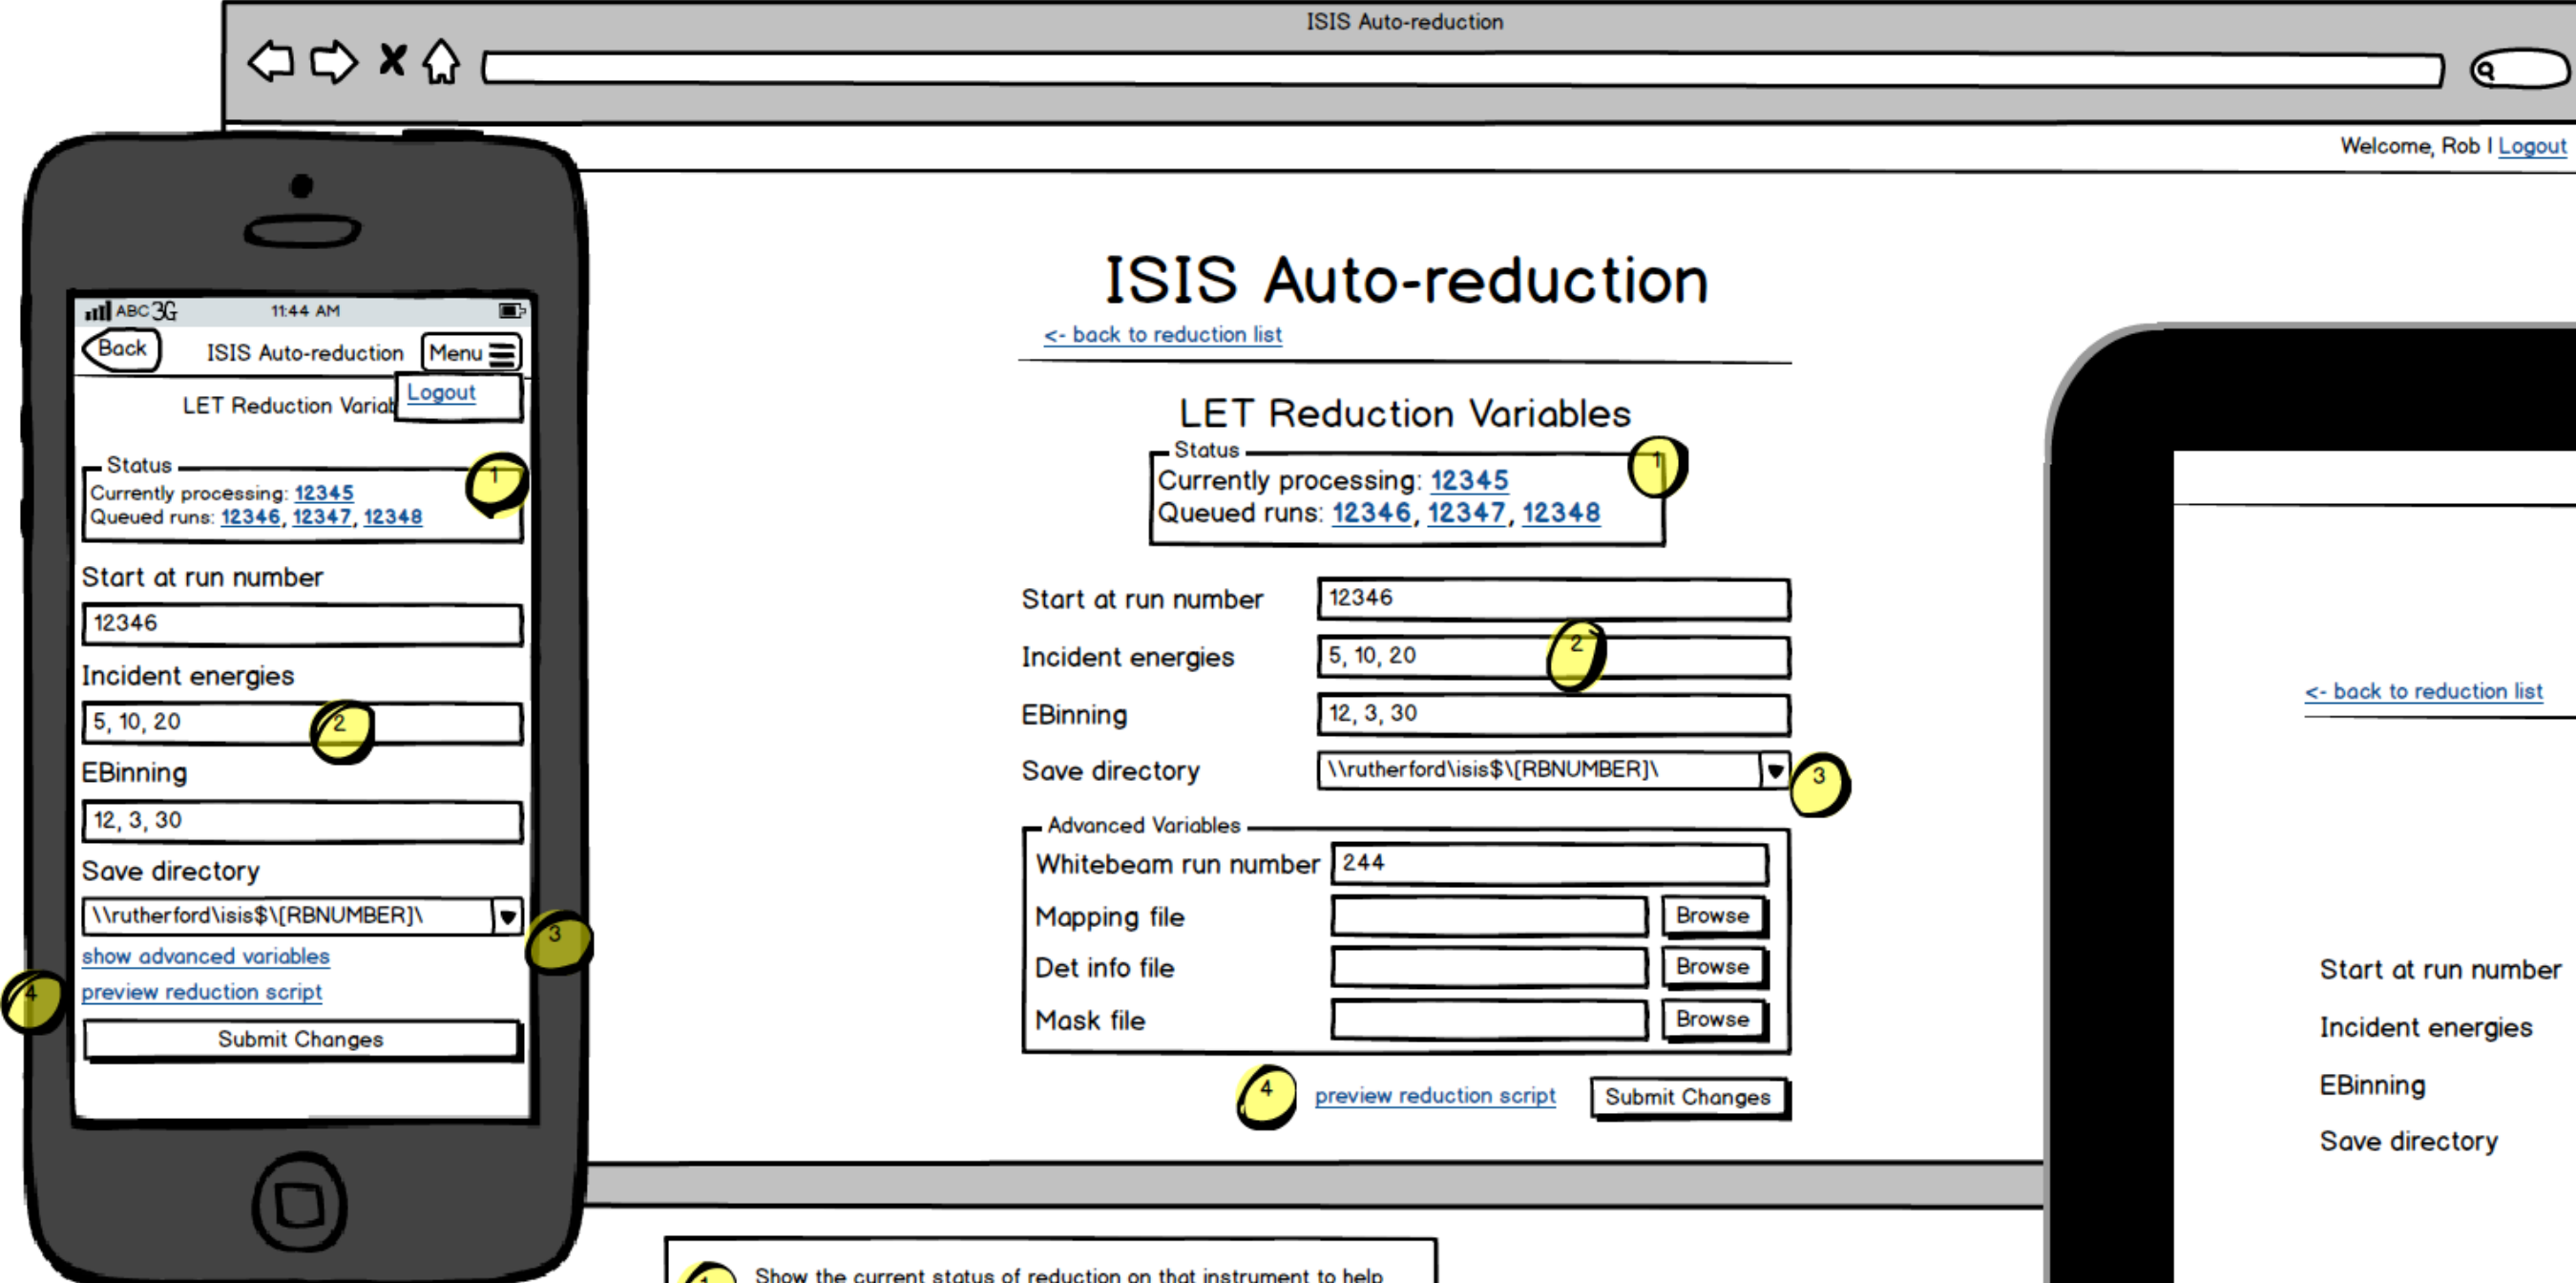 ISIS Auto-reduction
Welcome, Rob | Logout
ABC 3G 11:44 AM
Back ISIS Auto-reduction Menu
Logout
LET Reduction
Status
1
Currently processing: 12345
Queued runs: 12346, 12347, 12348
Start at run number
12346
Incident energies
5, 10, 20
2
EBinning
12, 3, 30
Save directory
\\rutherford\isis$\[RBNUMBER]\
3
show advanced variables
4
preview reduction script
Submit Changes
ISIS Auto-reduction
<- back to reduction list
LET Reduction Variables
Status
1
Currently processing: 12345
Queued runs: 12346, 12347, 12348
Start at run number 12346
Incident energies 5, 10, 20
2
EBinning 12, 3, 30
Save directory \\rutherford\isis$\[RBNUMBER]\
3
Advanced Variables
Whitebeam run number 244
Mapping file Browse
Det info file Browse
Mask file Browse
4
preview reduction script Submit Changes
<- back to reduction list
Start at run number
Incident energies
EBinning
Save directory
1 Show the current status of reduction on that instrument to help